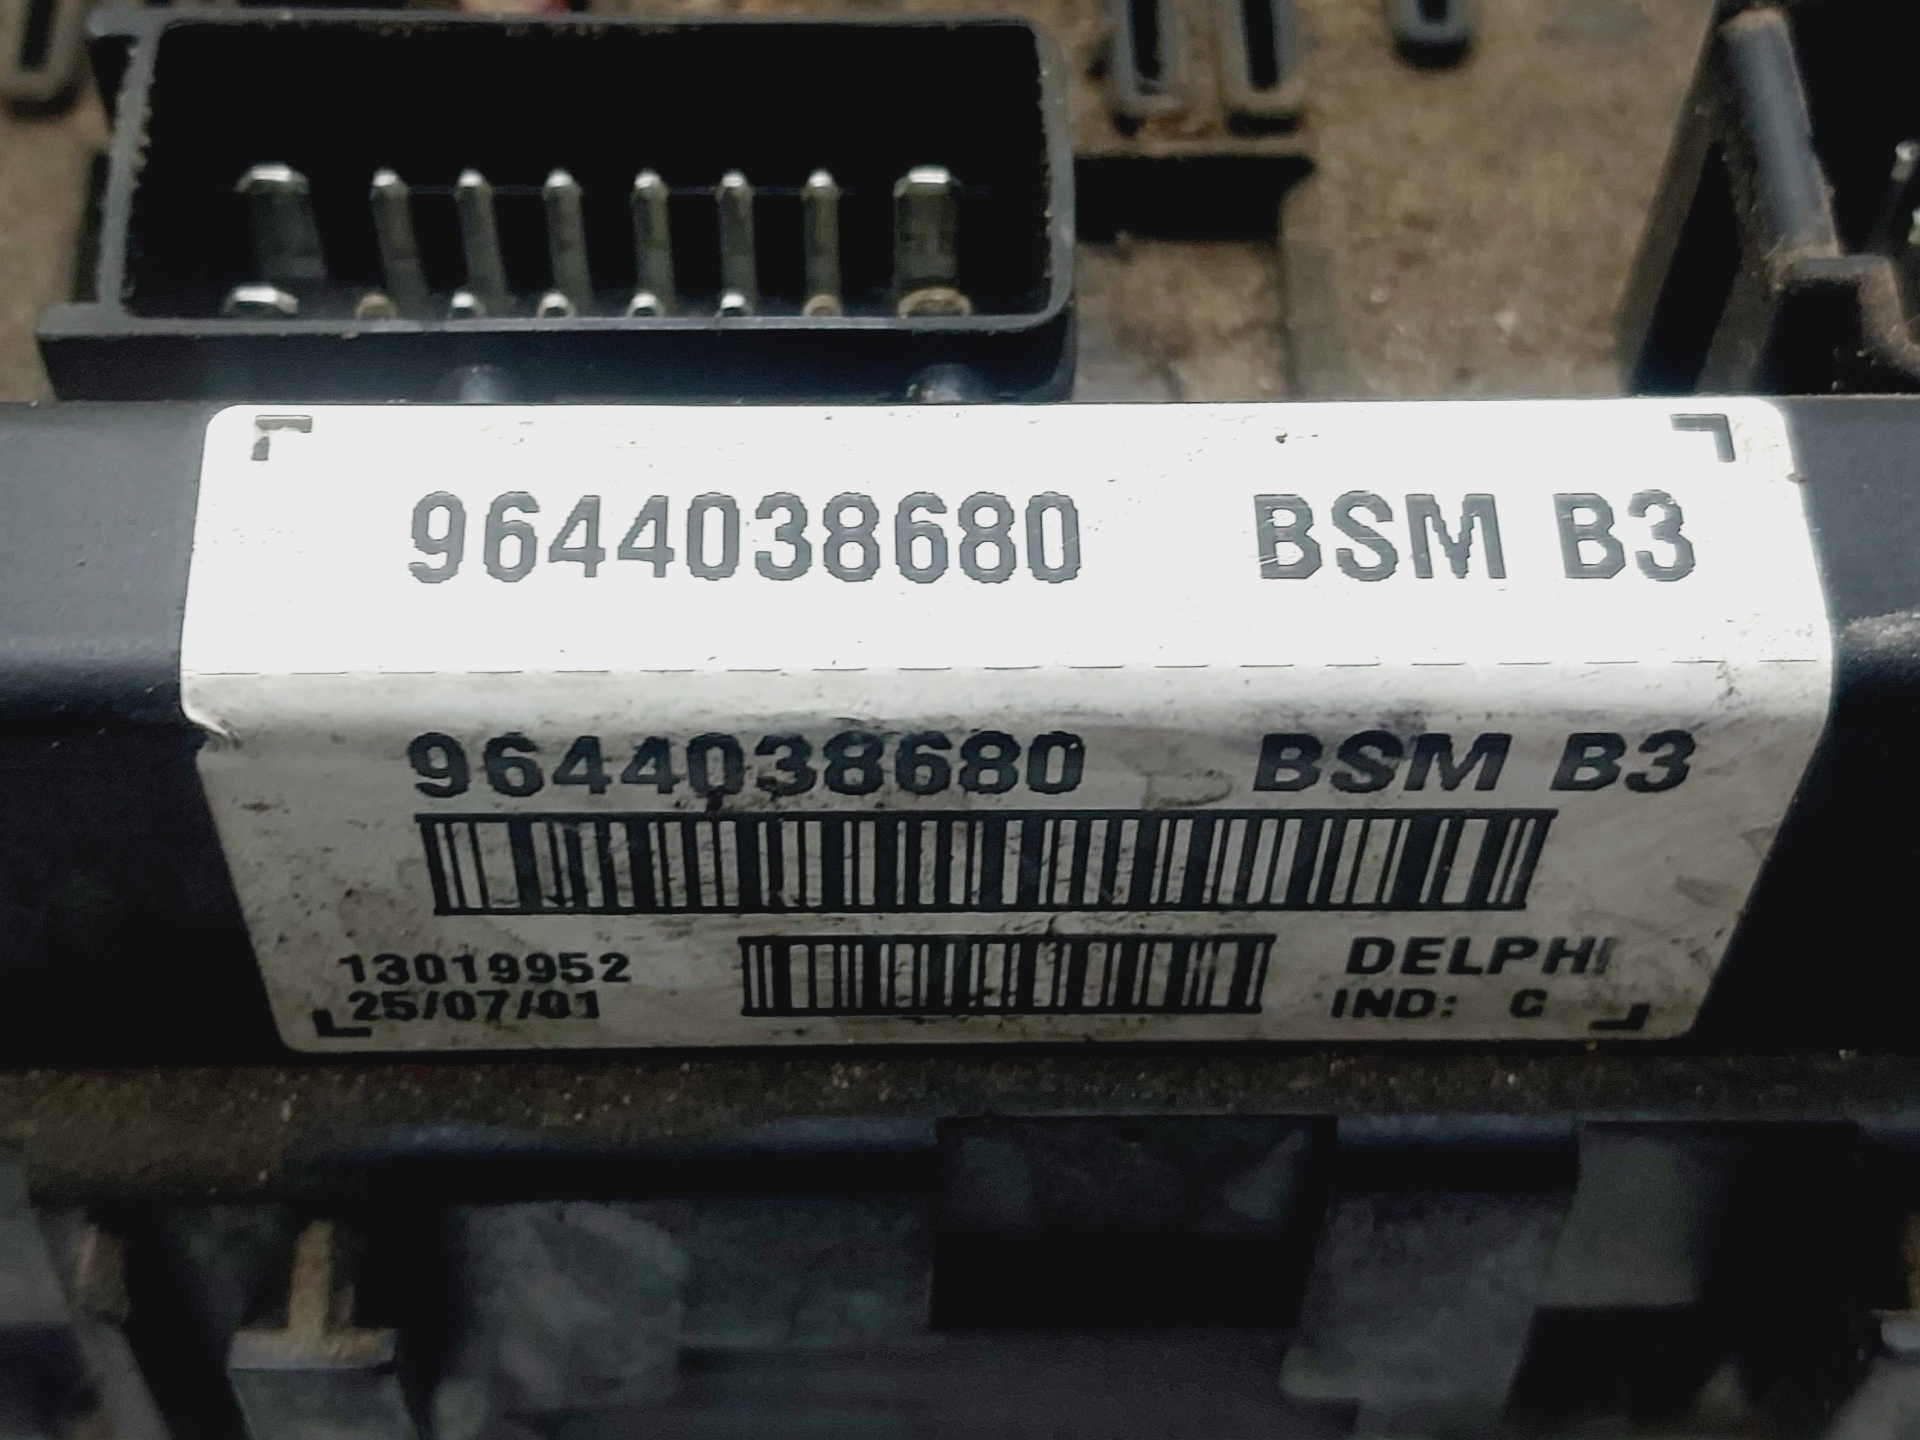 9644038680 BSM B3
9644038680 BSM B3
13019952
25/07/01
DELPHI
IND: C